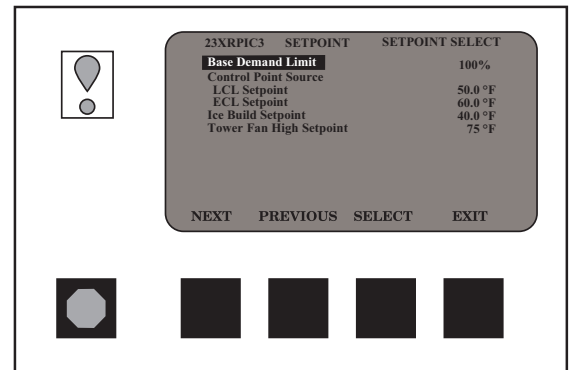 23XRPIC3 SETPOINT SETPOINT SELECT
Base Demand Limit 100%
Control Point Source
LCL Setpoint 50.0 °F
ECL Setpoint 60.0 °F
Ice Build Setpoint 40.0 °F
Tower Fan High Setpoint 75 °F
NEXT PREVIOUS SELECT EXIT